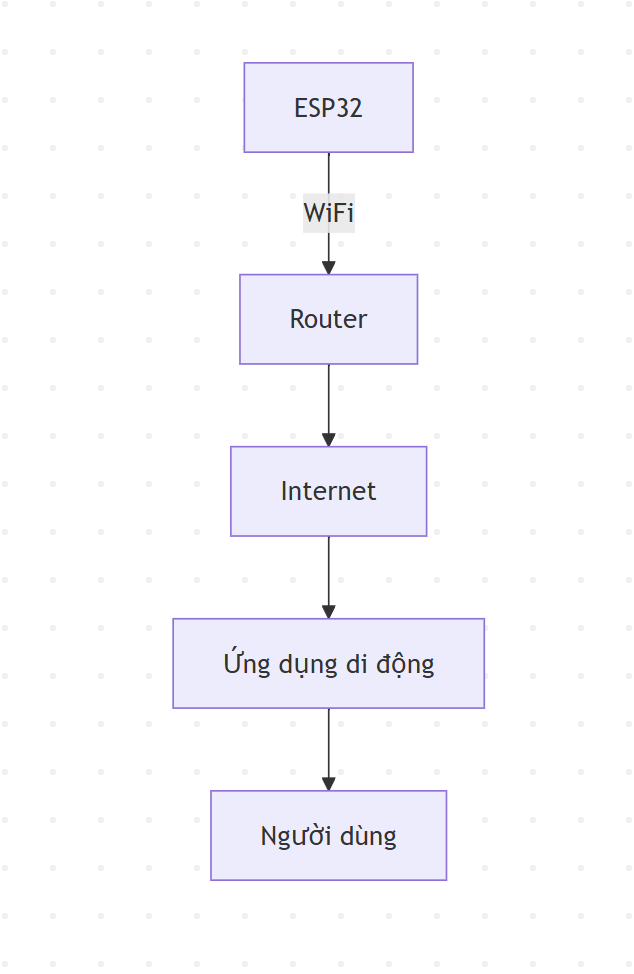 ESP32
WiFi
Router
Internet
Ứng dụng di động
Người dùng